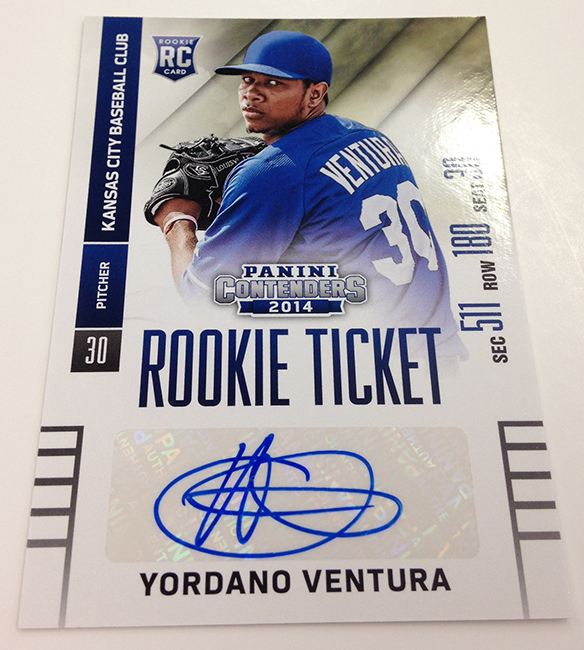 ROOKIE
RC
CARD
KANSAS CITY BASEBALL CLUB
PITCHER
30
VENTURA
30
PANINI
CONTENDERS
2014
SEC 511 ROW 180 SEAT 30
ROOKIE TICKET
YORDANO VENTURA